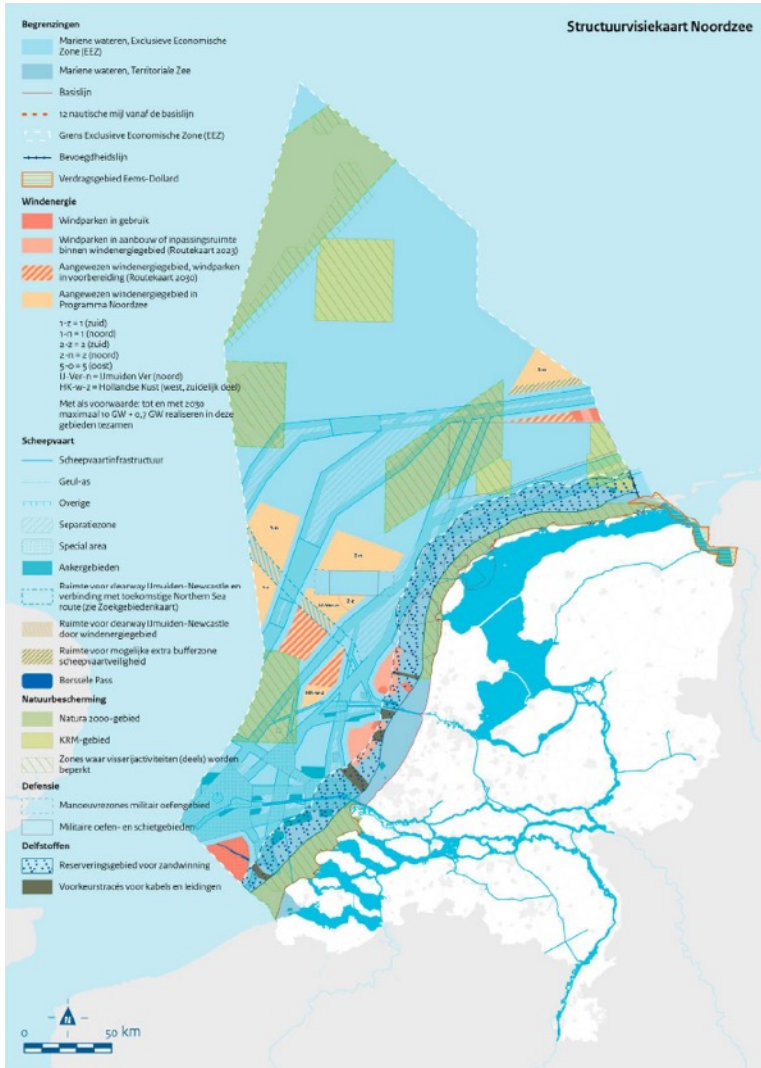 Structuurvisiekaart Noordzee
Begrenzingen
Mariene wateren, Exclusieve Economische
Zone (EEZ)
Mariene wateren, Territoriale Zee
Basislijn
12 nautische mijl vanaf de basislijn
Grens Exclusieve Economische Zone (EEZ)
Bevoegdheidslijn
Verdragsgebied Eems-Dollard
Windenergie
Windparken in gebruik
Windparken in aanbouw of inpassingsruimte
binnen windenergiegebied (Routekaart 2023)
Aangewezen windenergiegebied, windparken
in voorbereiding (Routekaart 2030)
Aangewezen windenergiegebied in
Programma Noordzee
1-z = 1 (zuid)
1-n = 1 (noord)
2-z = 2 (zuid)
2-n = 2 (noord)
5-o = 5 (oost)
IJ-Ver-n = IJmuiden Ver (noord)
HK-w-z = Hollandse Kust (west, zuidelijk deel)
Met als voorwaarde: tot en met 2030
maximaal 10 GW + 0,7 GW realiseren in deze
gebieden tezamen
Scheepvaart
Scheepvaartinfrastructuur
Geul-as
Overige
Separatiezone
Special area
Ankergebieden
Ruimte voor clearway IJmuiden-Newcastle en
verbinding met toekomstige Northern Sea
route (zie Zoekgebiedenkaart)
Ruimte voor clearway IJmuiden-Newcastle
door windenergiegebied
Ruimte voor mogelijke extra bufferzone
scheepvaartveiligheid
Borssele Pass
Natuurbescherming
Natura 2000-gebied
KRM-gebied
Zones waar visserijactiviteiten (deels) worden
beperkt
Defensie
Manoeuvrezones militair oefengebied
Militaire oefen- en schietgebieden
Delfstoffen
Reserveringsgebied voor zandwinning
Voorkeurstracés voor kabels en leidingen
N
0 50 km